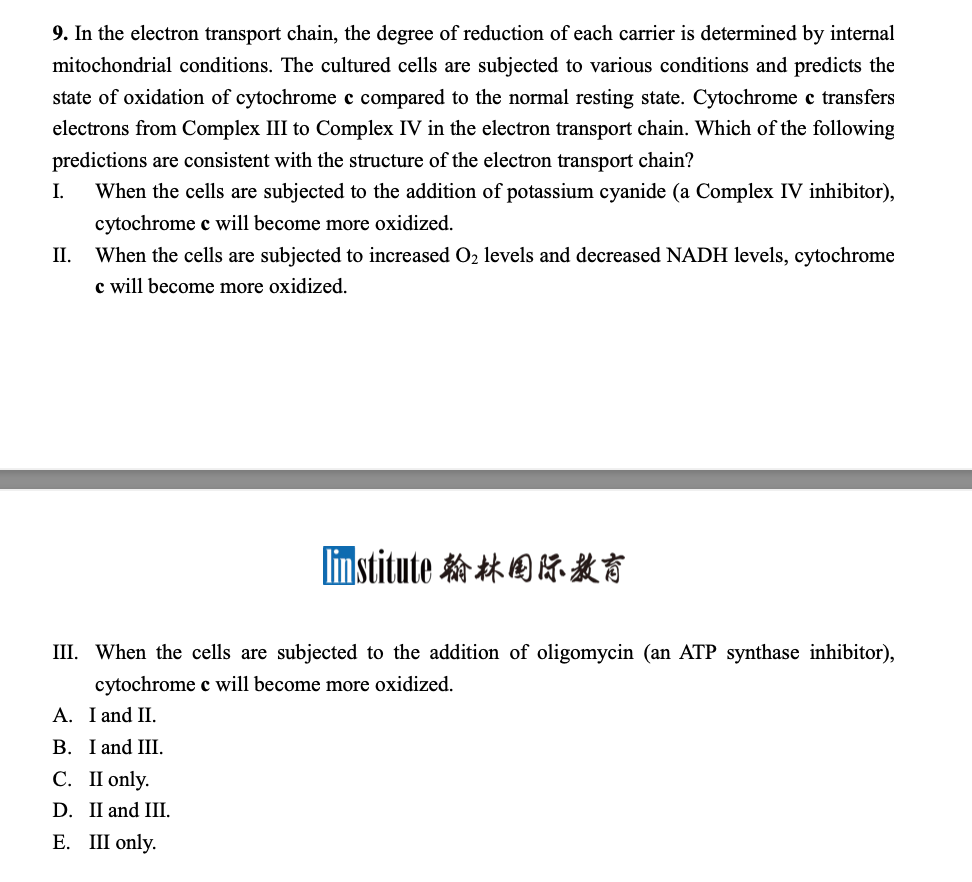 9. In the electron transport chain, the degree of reduction of each carrier is determined by internal
mitochondrial conditions. The cultured cells are subjected to various conditions and predicts the
state of oxidation of cytochrome c compared to the normal resting state. Cytochrome c transfers
electrons from Complex III to Complex IV in the electron transport chain. Which of the following
predictions are consistent with the structure of the electron transport chain?
I. When the cells are subjected to the addition of potassium cyanide (a Complex IV inhibitor),
cytochrome c will become more oxidized.
II. When the cells are subjected to increased O₂ levels and decreased NADH levels, cytochrome
c will become more oxidized.
linstitute 翰林国际教育
III. When the cells are subjected to the addition of oligomycin (an ATP synthase inhibitor),
cytochrome c will become more oxidized.
A. I and II.
B. I and III.
C. II only.
D. II and III.
E. III only.